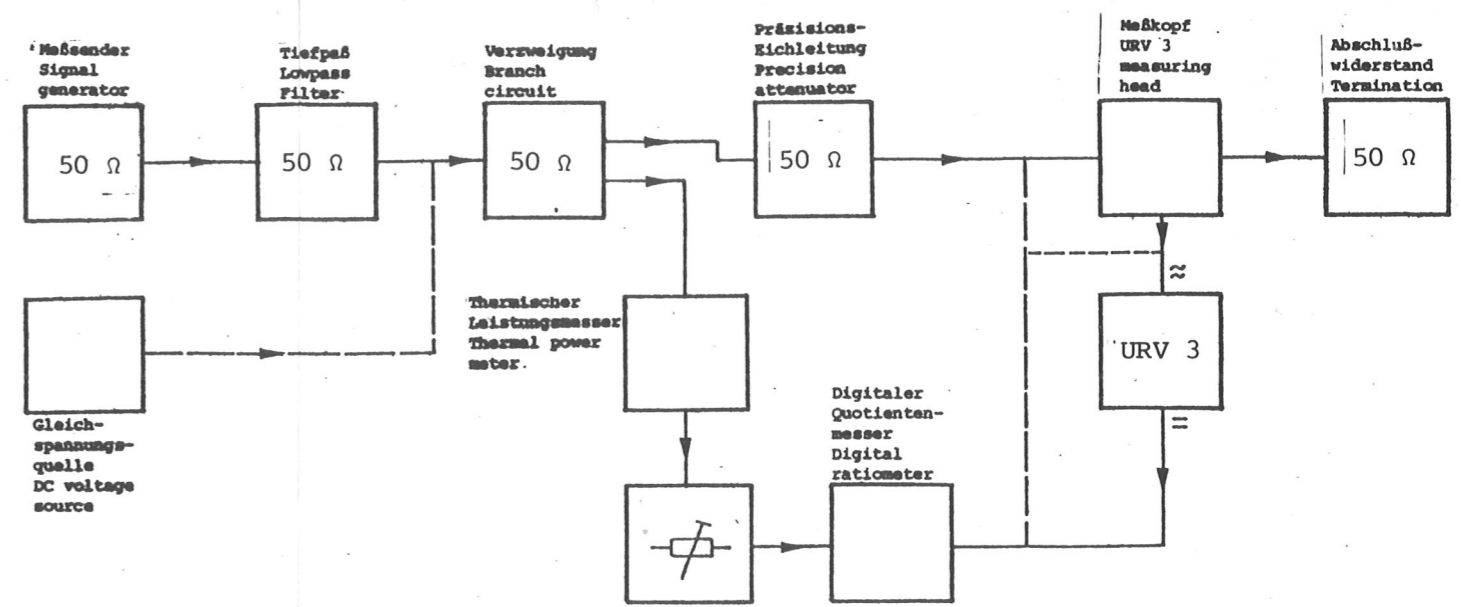 Meßsender
Signal
generator
50 Ω
Tiefpaß
Lowpass
Filter
50 Ω
Verzweigung
Branch
circuit
50 Ω
Präzisions-
Eichleitung
Precision
attenuator
50 Ω
Meßkopf
URV 3
measuring
head
Abschluß-
widerstand
Termination
50 Ω
≈
URV 3
=
Gleich-
spannungs-
quelle
DC voltage
source
Thermischer
Leistungsmesser
Thermal power
meter.
Digitaler
Quotienten-
messer
Digital
ratiometer